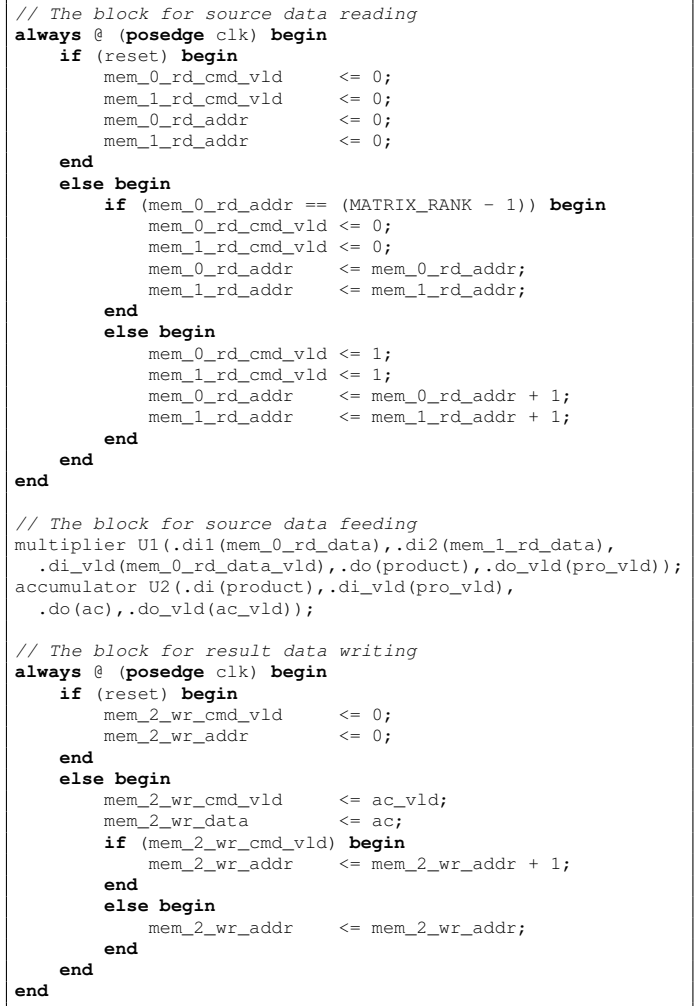 // The block for source data reading
always @ (posedge clk) begin
    if (reset) begin
        mem_0_rd_cmd_vld     <= 0;
        mem_1_rd_cmd_vld     <= 0;
        mem_0_rd_addr        <= 0;
        mem_1_rd_addr        <= 0;
    end
    else begin
        if (mem_0_rd_addr == (MATRIX_RANK - 1)) begin
            mem_0_rd_cmd_vld <= 0;
            mem_1_rd_cmd_vld <= 0;
            mem_0_rd_addr    <= mem_0_rd_addr;
            mem_1_rd_addr    <= mem_1_rd_addr;
        end
        else begin
            mem_0_rd_cmd_vld <= 1;
            mem_1_rd_cmd_vld <= 1;
            mem_0_rd_addr    <= mem_0_rd_addr + 1;
            mem_1_rd_addr    <= mem_1_rd_addr + 1;
        end
    end
end

// The block for source data feeding
multiplier U1(.di1(mem_0_rd_data),.di2(mem_1_rd_data),
  .di_vld(mem_0_rd_data_vld),.do(product),.do_vld(pro_vld));
accumulator U2(.di(product),.di_vld(pro_vld),
  .do(ac),.do_vld(ac_vld));

// The block for result data writing
always @ (posedge clk) begin
    if (reset) begin
        mem_2_wr_cmd_vld     <= 0;
        mem_2_wr_addr        <= 0;
    end
    else begin
        mem_2_wr_cmd_vld     <= ac_vld;
        mem_2_wr_data        <= ac;
        if (mem_2_wr_cmd_vld) begin
            mem_2_wr_addr    <= mem_2_wr_addr + 1;
        end
        else begin
            mem_2_wr_addr    <= mem_2_wr_addr;
        end
    end
end